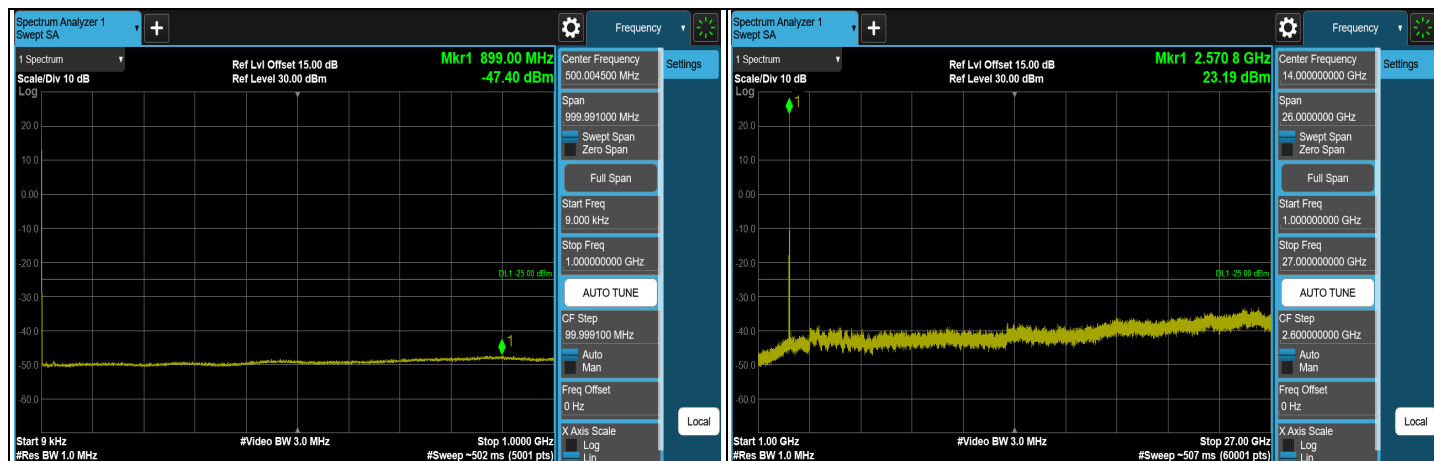 Spectrum Analyzer 1
Swept SA
+
Frequency
1 Spectrum
Scale/Div 10 dB
Ref Lvl Offset 15.00 dB
Ref Level 30.00 dBm
Mkr1 899.00 MHz
-47.40 dBm
Log
20.0
10.0
0.00
-10.0
-20.0
-30.0
-40.0
-50.0
-60.0
DL1 -25.00 dBm
1
Start 9 kHz
#Res BW 1.0 MHz
#Video BW 3.0 MHz
Stop 1.0000 GHz
#Sweep ~502 ms (5001 pts)
Center Frequency
500.004500 MHz
Settings
Span
999.991000 MHz
Swept Span
Zero Span
Full Span
Start Freq
9.000 kHz
Stop Freq
1.000000000 GHz
AUTO TUNE
CF Step
99.999100 MHz
Auto
Man
Freq Offset
0 Hz
X Axis Scale
Log
Lin
Local
Spectrum Analyzer 1
Swept SA
+
Frequency
1 Spectrum
Scale/Div 10 dB
Ref Lvl Offset 15.00 dB
Ref Level 30.00 dBm
Mkr1 2.570 8 GHz
23.19 dBm
Log
1
20.0
10.0
0.00
-10.0
-20.0
-30.0
-40.0
-50.0
-60.0
DL1 -25.00 dBm
Start 1.00 GHz
#Res BW 1.0 MHz
#Video BW 3.0 MHz
Stop 27.00 GHz
#Sweep ~507 ms (60001 pts)
Center Frequency
14.000000000 GHz
Settings
Span
26.0000000 GHz
Swept Span
Zero Span
Full Span
Start Freq
1.000000000 GHz
Stop Freq
27.000000000 GHz
AUTO TUNE
CF Step
2.600000000 GHz
Auto
Man
Freq Offset
0 Hz
X Axis Scale
Log
Lin
Local